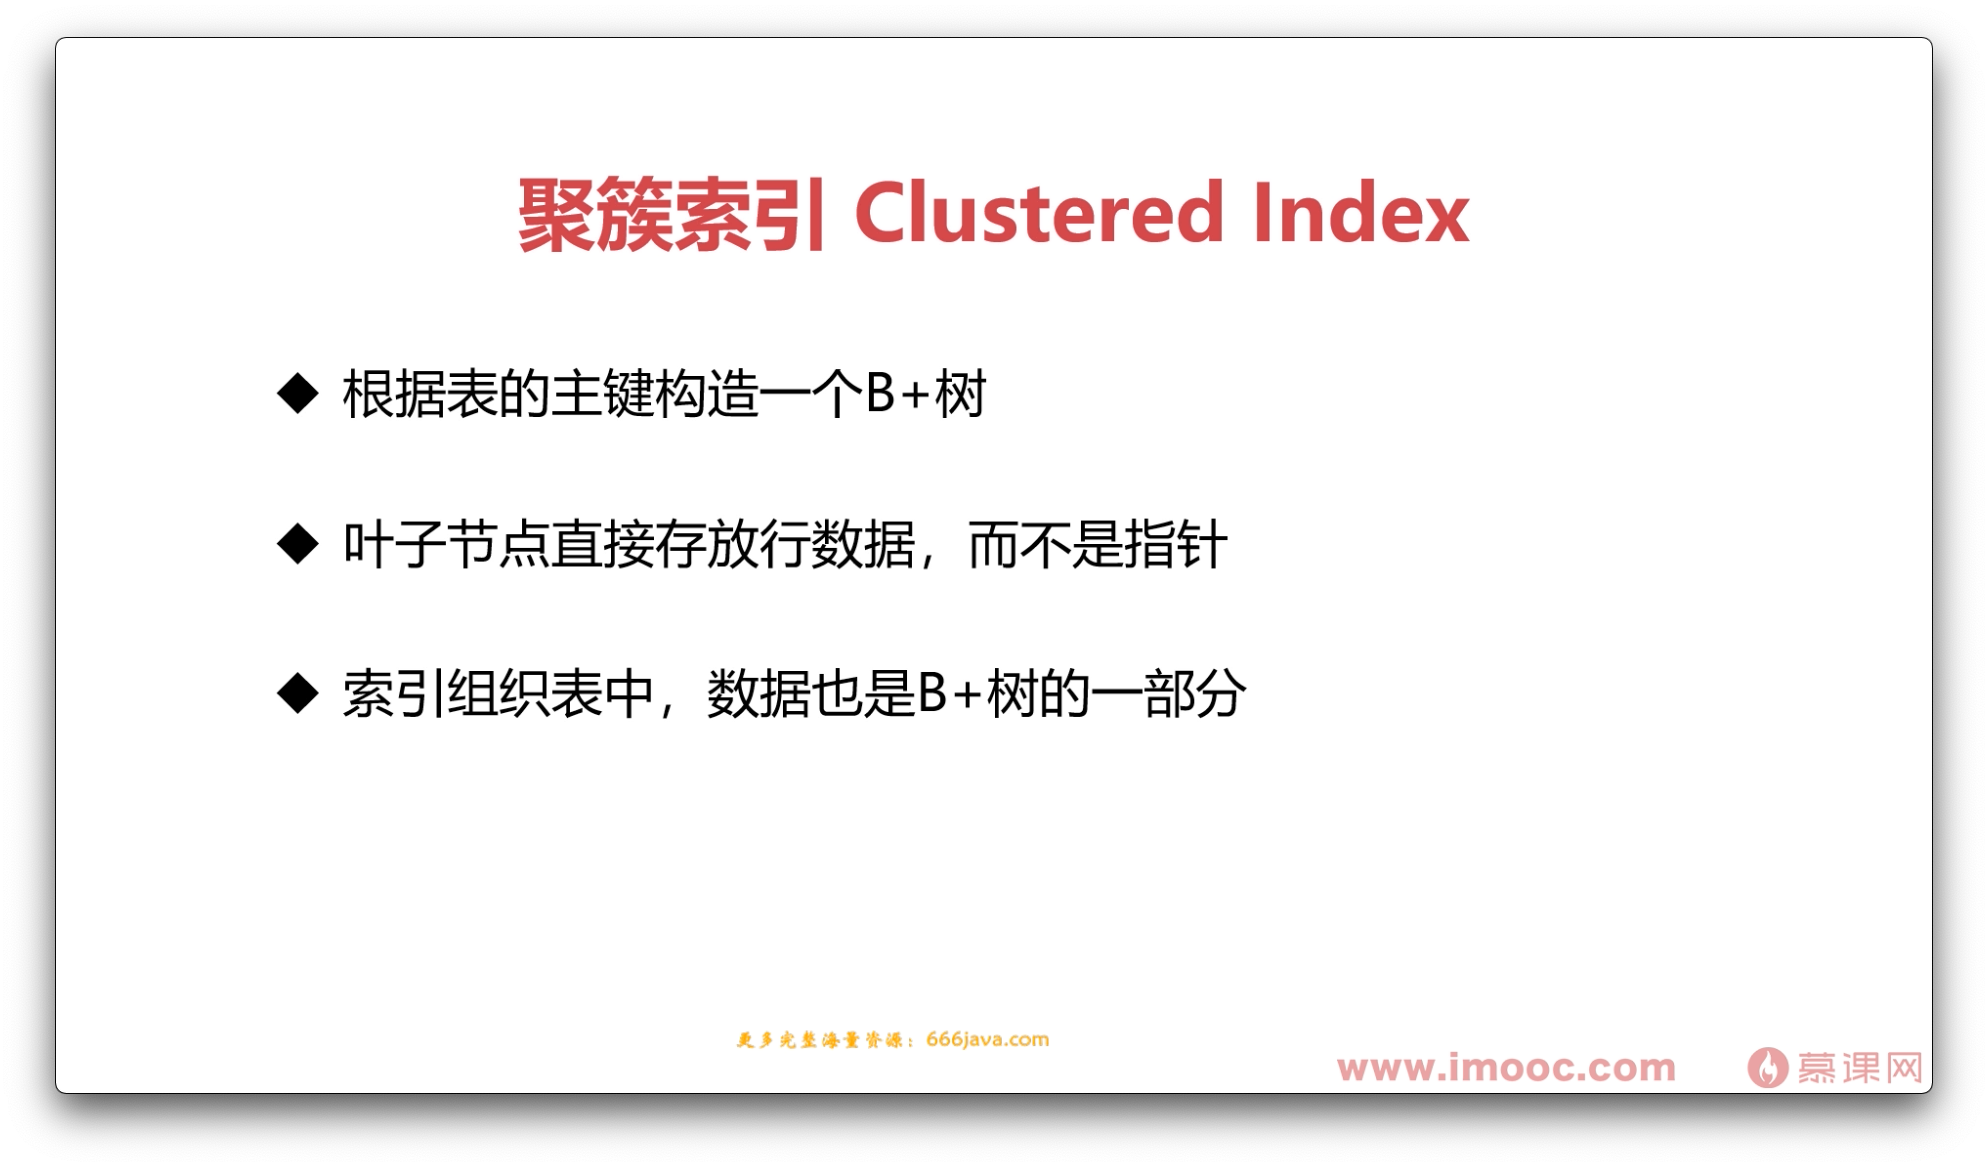 聚簇索引 Clustered Index
◆ 根据表的主键构造一个B+树
◆ 叶子节点直接存放行数据，而不是指针
◆ 索引组织表中，数据也是B+树的一部分
更多完整海量资源：666java.com
www.imooc.com 慕课网